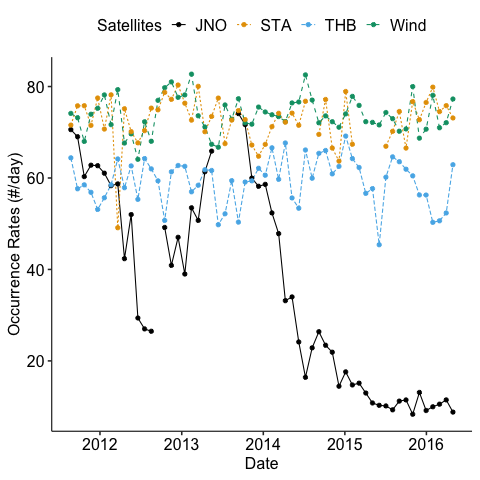 Satellites JNO STA THB Wind
80
60
40
20
Occurrence Rates (#/day)
2012 2013 2014 2015 2016
Date